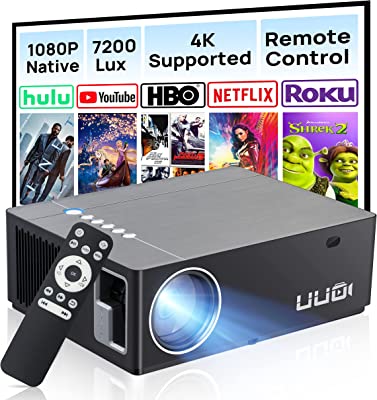 1080P 7200 4K Remote
Native Lux Supported Control
hulu YouTube HBO NETFLIX ROKU
SHREK 2
UUO